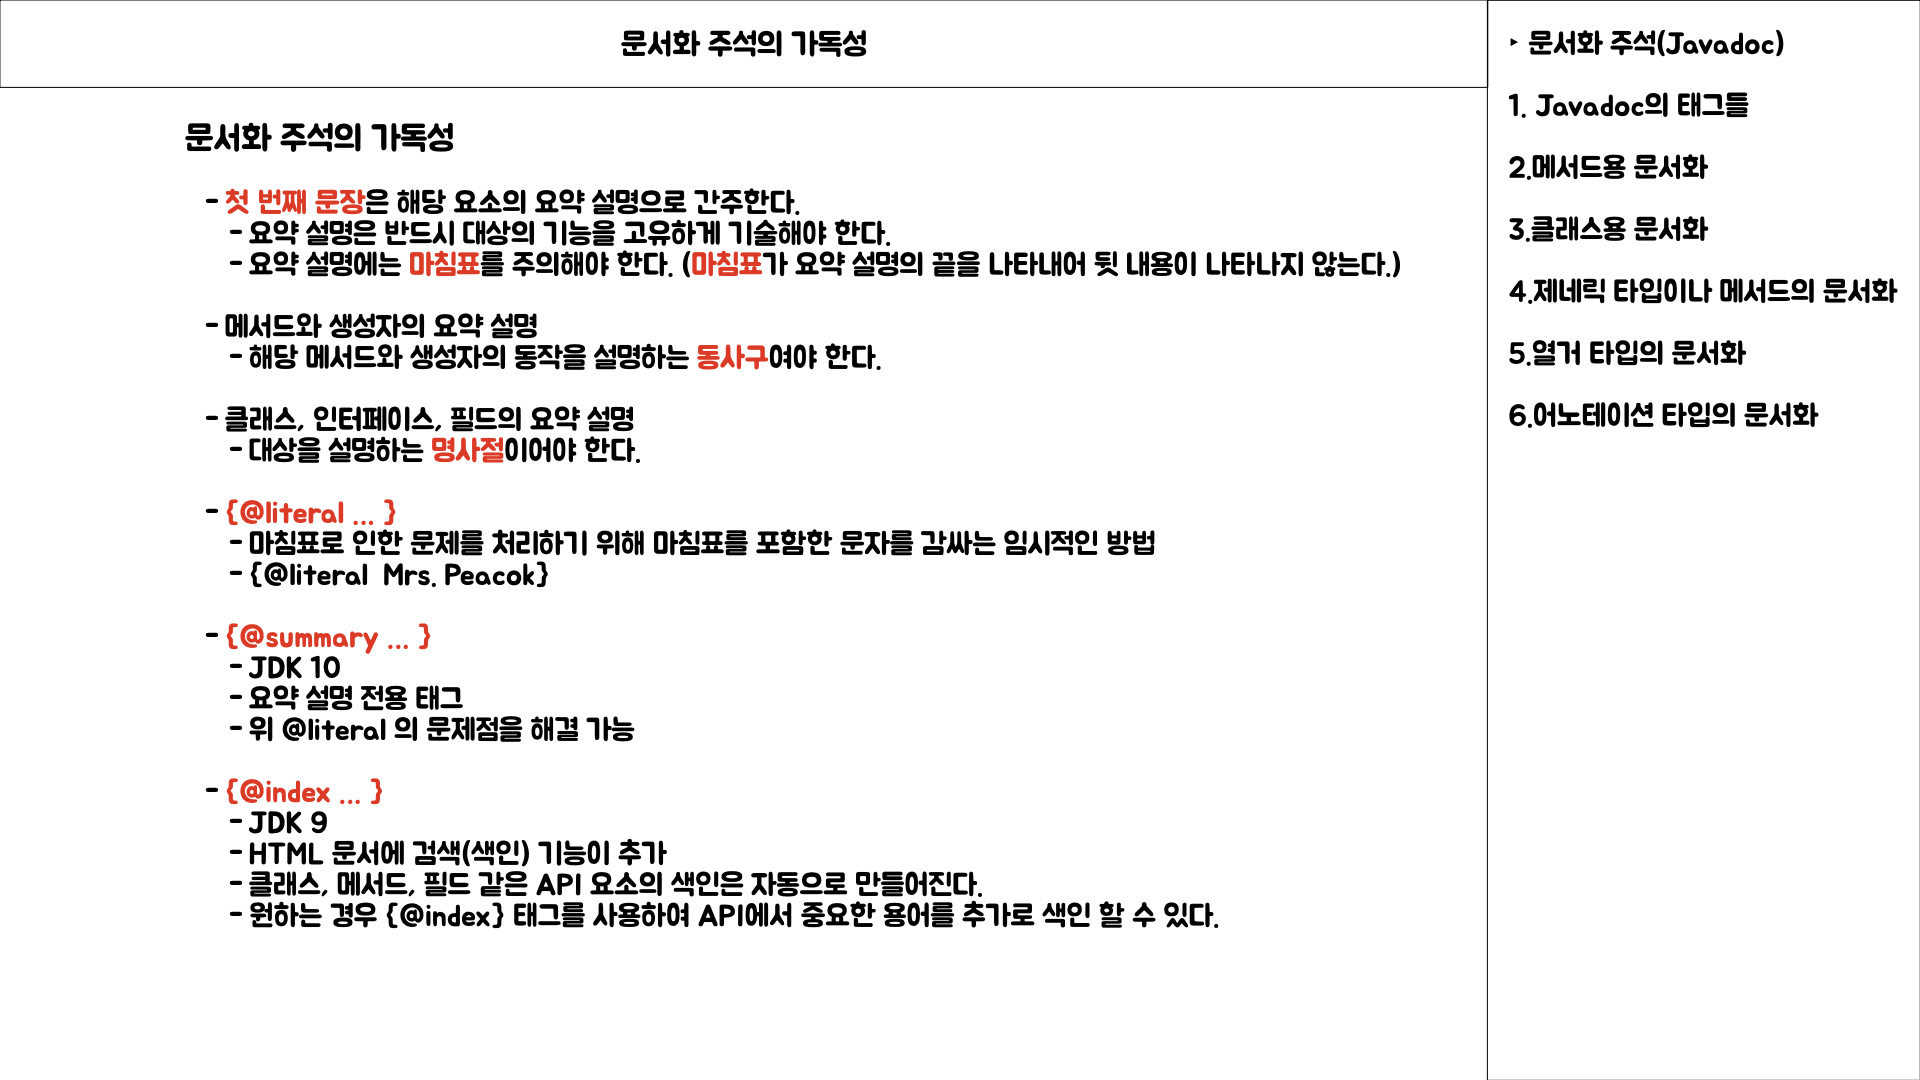 문서화 주석의 가독성
문서화 주석의 가독성
- 첫 번째 문장은 해당 요소의 요약 설명으로 간주한다.
- 요약 설명은 반드시 대상의 기능을 고유하게 기술해야 한다.
- 요약 설명에는 마침표를 주의해야 한다. (마침표가 요약 설명의 끝을 나타내어 뒷 내용이 나타나지 않는다.)
- 메서드와 생성자의 요약 설명
- 해당 메서드와 생성자의 동작을 설명하는 동사구여야 한다.
- 클래스, 인터페이스, 필드의 요약 설명
- 대상을 설명하는 명사절이어야 한다.
- {@literal ... }
- 마침표로 인한 문제를 처리하기 위해 마침표를 포함한 문자를 감싸는 임시적인 방법
- {@literal  Mrs. Peacok}
- {@summary ... }
- JDK 10
- 요약 설명 전용 태그
- 위 @literal 의 문제점을 해결 가능
- {@index ... }
- JDK 9
- HTML 문서에 검색(색인) 기능이 추가
- 클래스, 메서드, 필드 같은 API 요소의 색인은 자동으로 만들어진다.
- 원하는 경우 {@index} 태그를 사용하여 API에서 중요한 용어를 추가로 색인 할 수 있다.
‣ 문서화 주석(Javadoc)
1. Javadoc의 태그들
2.메서드용 문서화
3.클래스용 문서화
4.제네릭 타입이나 메서드의 문서화
5.열거 타입의 문서화
6.어노테이션 타입의 문서화